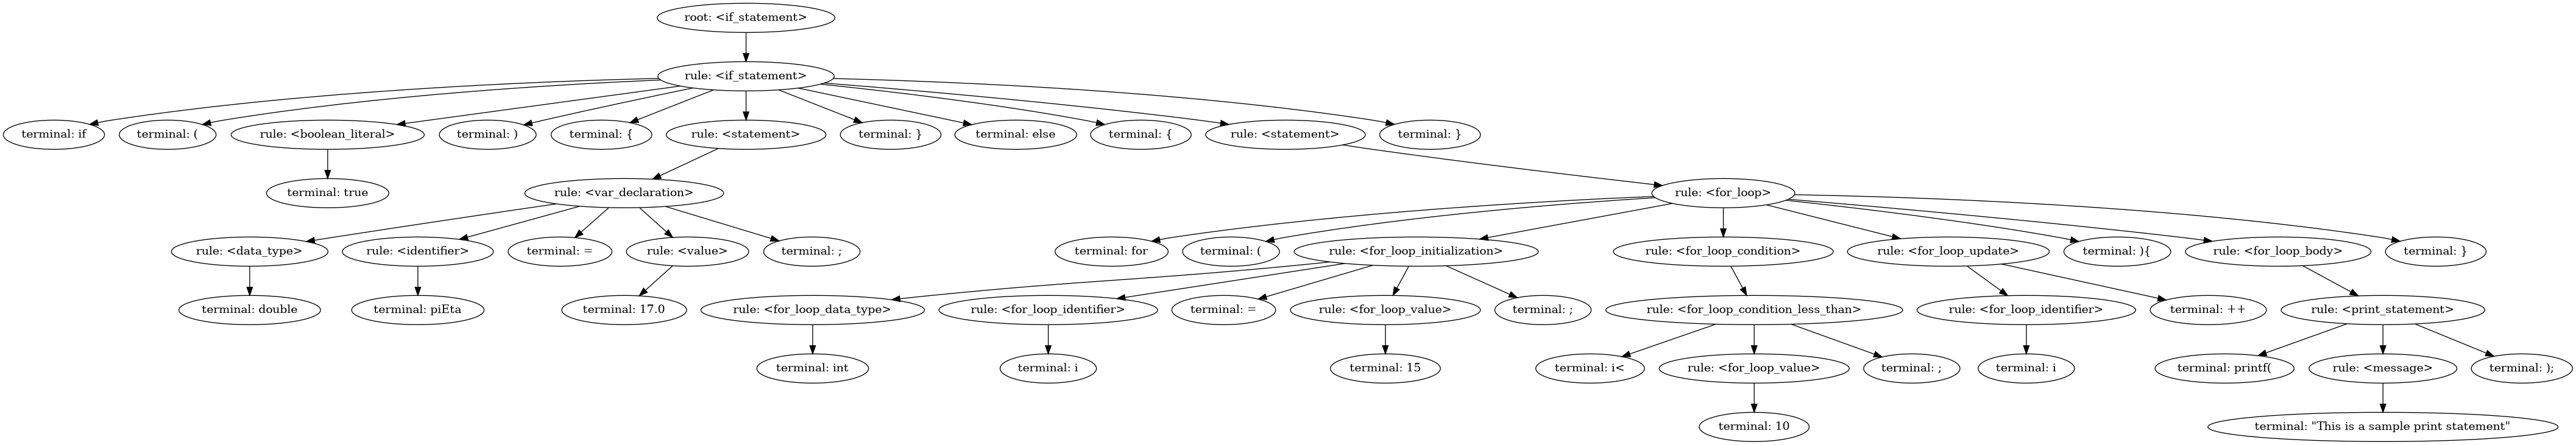 root: <if_statement>
rule: <if_statement>
terminal: if
terminal: (
rule: <boolean_literal>
terminal: )
terminal: {
rule: <statement>
terminal: }
terminal: else
terminal: {
rule: <statement>
terminal: }
terminal: true
rule: <var_declaration>
rule: <for_loop>
rule: <data_type>
rule: <identifier>
terminal: =
rule: <value>
terminal: ;
terminal: for
terminal: (
rule: <for_loop_initialization>
rule: <for_loop_condition>
rule: <for_loop_update>
terminal: ){
rule: <for_loop_body>
terminal: }
terminal: double
terminal: piEta
terminal: 17.0
rule: <for_loop_data_type>
rule: <for_loop_identifier>
terminal: =
rule: <for_loop_value>
terminal: ;
rule: <for_loop_condition_less_than>
rule: <for_loop_identifier>
terminal: ++
rule: <print_statement>
terminal: int
terminal: i
terminal: 15
terminal: i<
rule: <for_loop_value>
terminal: ;
terminal: i
terminal: printf(
rule: <message>
terminal: );
terminal: 10
terminal: "This is a sample print statement"